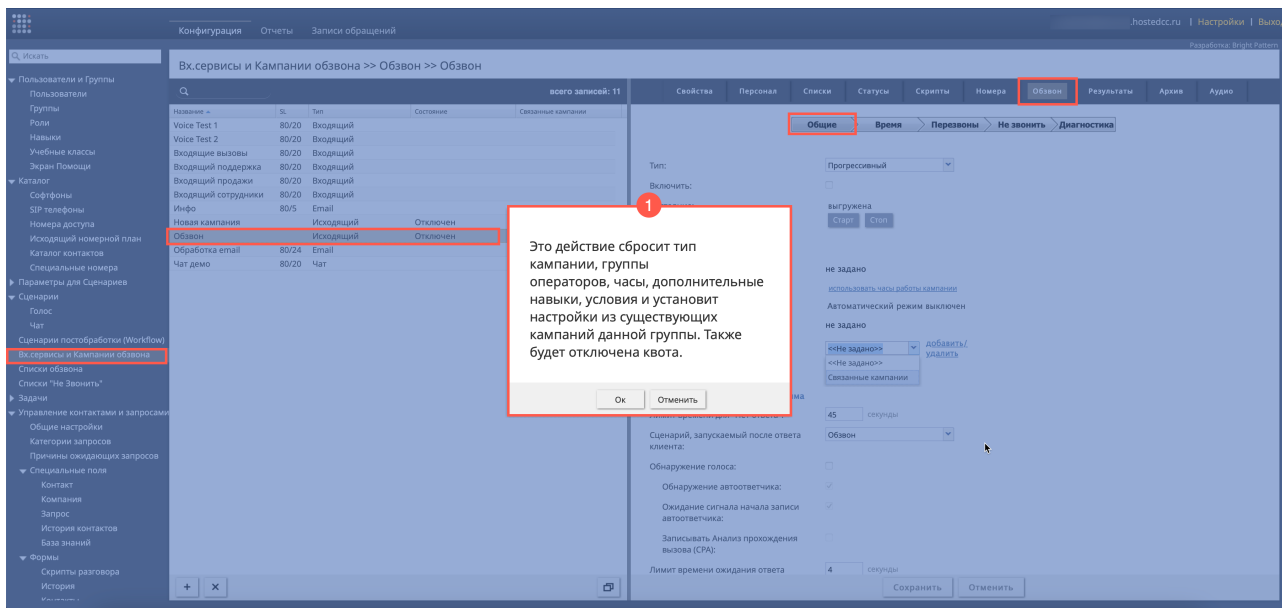 .hostedcc.ru | Настройки | Выхо
Конфигурация Отчеты Записи обращений
Разработка: Bright Pattern
Искать
Вх.сервисы и Кампании обзвона >> Обзвон >> Обзвон
Пользователи и Группы
Пользователи
Группы
Роли
Навыки
Учебные классы
Экран Помощи
Каталог
Софтфоны
SIP телефоны
Номера доступа
Исходящий номерной план
Каталог контактов
Специальные номера
Параметры для Сценариев
Сценарии
Голос
Чат
Сценарии постобработки (Workflow)
Вх.сервисы и Кампании обзвона
Списки обзвона
Списки "Не Звонить"
Задачи
Управление контактами и запросами
Общие настройки
Категории запросов
Причины ожидающих запросов
Специальные поля
Контакт
Компания
Запрос
История контактов
База знаний
Формы
Скрипты разговора
История
Контакты
всего записей: 11
Название SL Тип Состояние Связанные кампании
Voice Test 1 80/20 Входящий
Voice Test 2 80/20 Входящий
Входящие вызовы 80/20 Входящий
Входящий поддержка 80/20 Входящий
Входящий продажи 80/20 Входящий
Входящий сотрудники 80/20 Входящий
Инфо 80/5 Email
Новая кампания Исходящий Отключен
Обзвон Исходящий Отключен
Обработка email 80/24 Email
Чат демо 80/20 Чат
Свойства Персонал Списки Статусы Скрипты Номера Обзвон Результаты Архив Аудио
Общие Время Перезвоны Не звонить Диагностика
Тип: Прогрессивный
Включить:
выгружена
Старт Стоп
не задано
использовать часы работы кампании
Автоматический режим выключен
не задано
<<Не задано>> добавить/
удалить
<<Не задано>>
Связанные кампании
45 секунды
Сценарий, запускаемый после ответа
клиента: Обзвон
Обнаружение голоса:
Обнаружение автоответчика:
Ожидание сигнала начала записи
автоответчика:
Записывать Анализ прохождения
вызова (CPA):
Лимит времени ожидания ответа 4 секунды
Сохранить Отменить
1
Это действие сбросит тип
кампании, группы
операторов, часы, дополнительные
навыки, условия и установит
настройки из существующих
кампаний данной группы. Также
будет отключена квота.
Ок Отменить